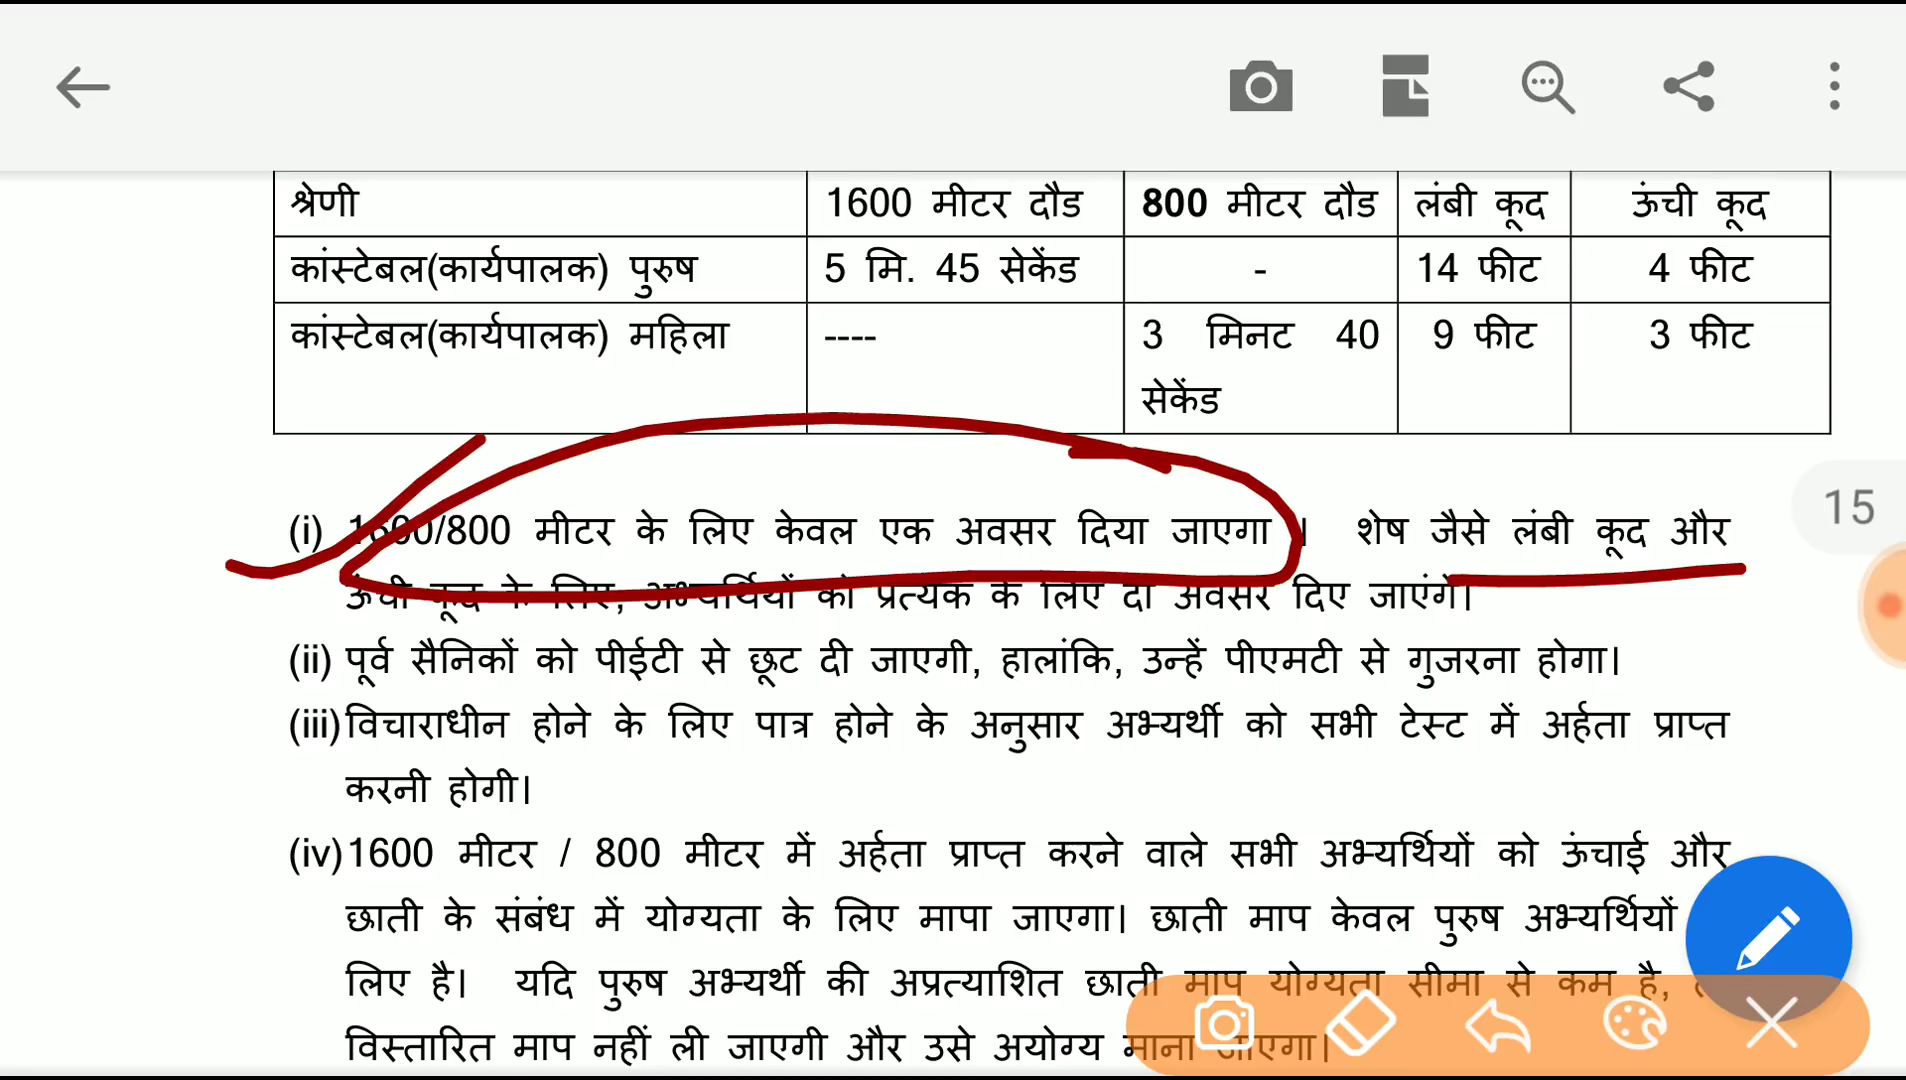 श्रेणी 1600 मीटर दौड 800 मीटर दौड लंबी कूद ऊंची कूद
कांस्टेबल(कार्यपालक) पुरुष 5 मि. 45 सेकेंड - 14 फीट 4 फीट
कांस्टेबल(कार्यपालक) महिला ---- 3 मिनट 40 9 फीट 3 फीट
सेकेंड
15
(i) 1600/800 मीटर के लिए केवल एक अवसर दिया जाएगा । शेष जैसे लंबी कूद और
ऊंची कूद के लिए, अभ्यर्थियों को प्रत्येक के लिए दो अवसर दिए जाएंगे।
(ii) पूर्व सैनिकों को पीईटी से छूट दी जाएगी, हालांकि, उन्हें पीएमटी से गुजरना होगा।
(iii) विचाराधीन होने के लिए पात्र होने के अनुसार अभ्यर्थी को सभी टेस्ट में अर्हता प्राप्त
करनी होगी।
(iv) 1600 मीटर / 800 मीटर में अर्हता प्राप्त करने वाले सभी अभ्यर्थियों को ऊंचाई और
छाती के संबंध में योग्यता के लिए मापा जाएगा। छाती माप केवल पुरुष अभ्यर्थियों
लिए है। यदि पुरुष अभ्यर्थी की अप्रत्याशित छाती माप योग्यता सीमा से कम है,
विस्तारित माप नहीं ली जाएगी और उसे अयोग्य माना जाएगा।